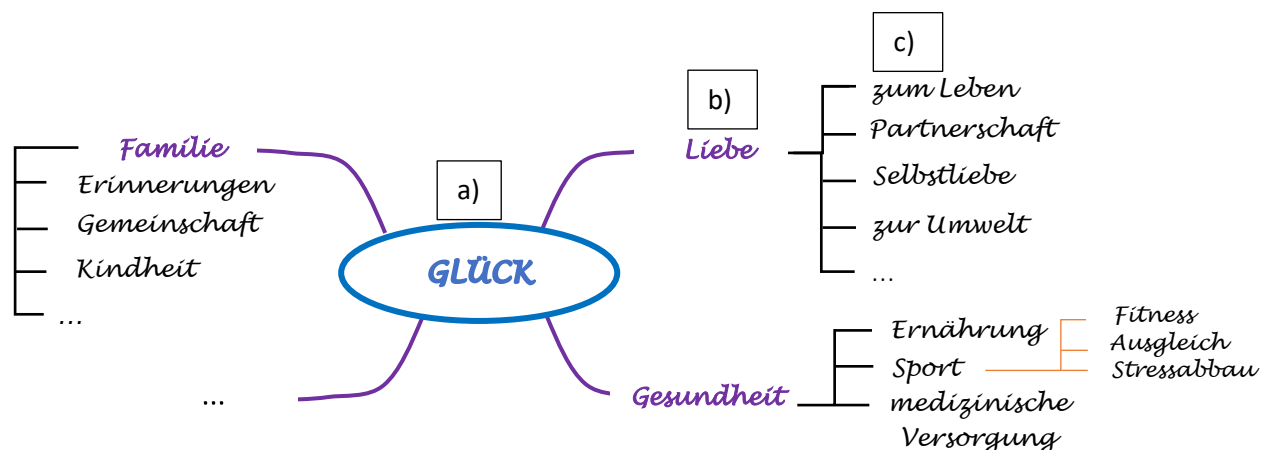 a)
GLÜCK
b)
Liebe
c)
zum Leben
Partnerschaft
Selbstliebe
zur Umwelt
...
Familie
Erinnerungen
Gemeinschaft
Kindheit
...
...
Gesundheit
Ernährung
Sport
medizinische
Versorgung
Fitness
Ausgleich
Stressabbau